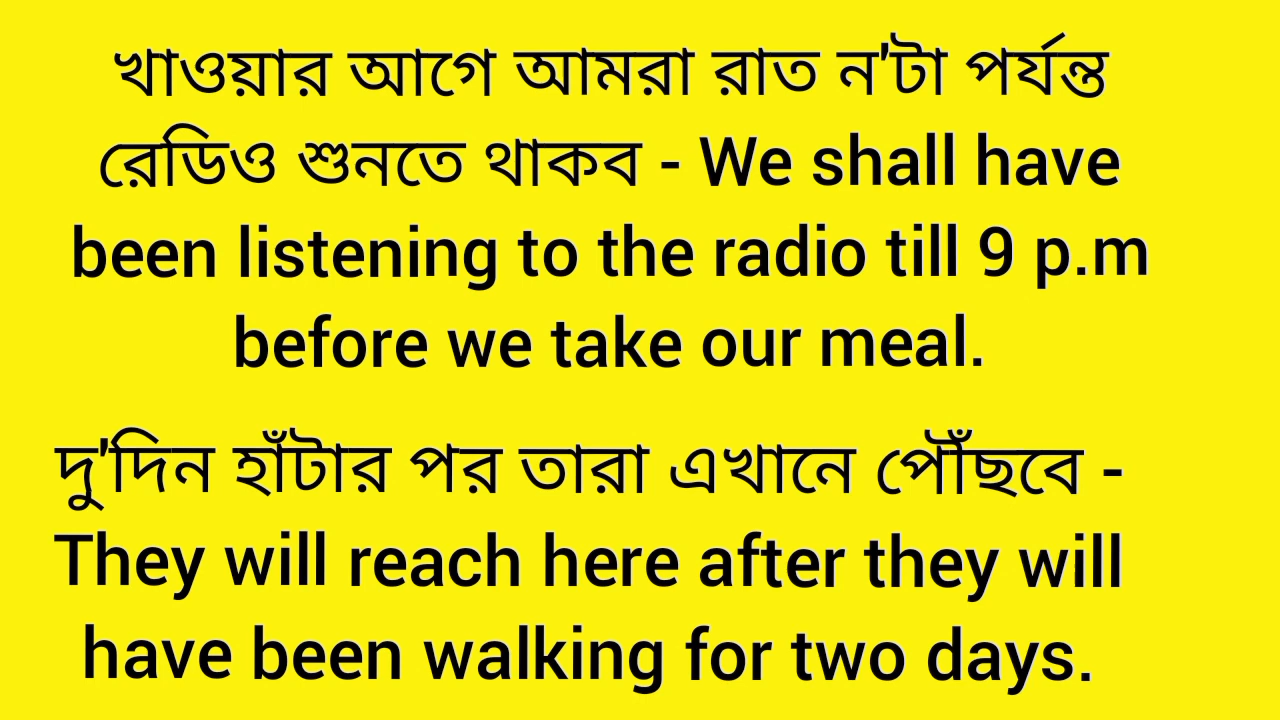 খাওয়ার আগে আমরা রাত ন'টা পর্যন্ত
রেডিও শুনতে থাকব - We shall have
been listening to the radio till 9 p.m
before we take our meal.
দু'দিন হাঁটার পর তারা এখানে পৌঁছবে -
They will reach here after they will
have been walking for two days.